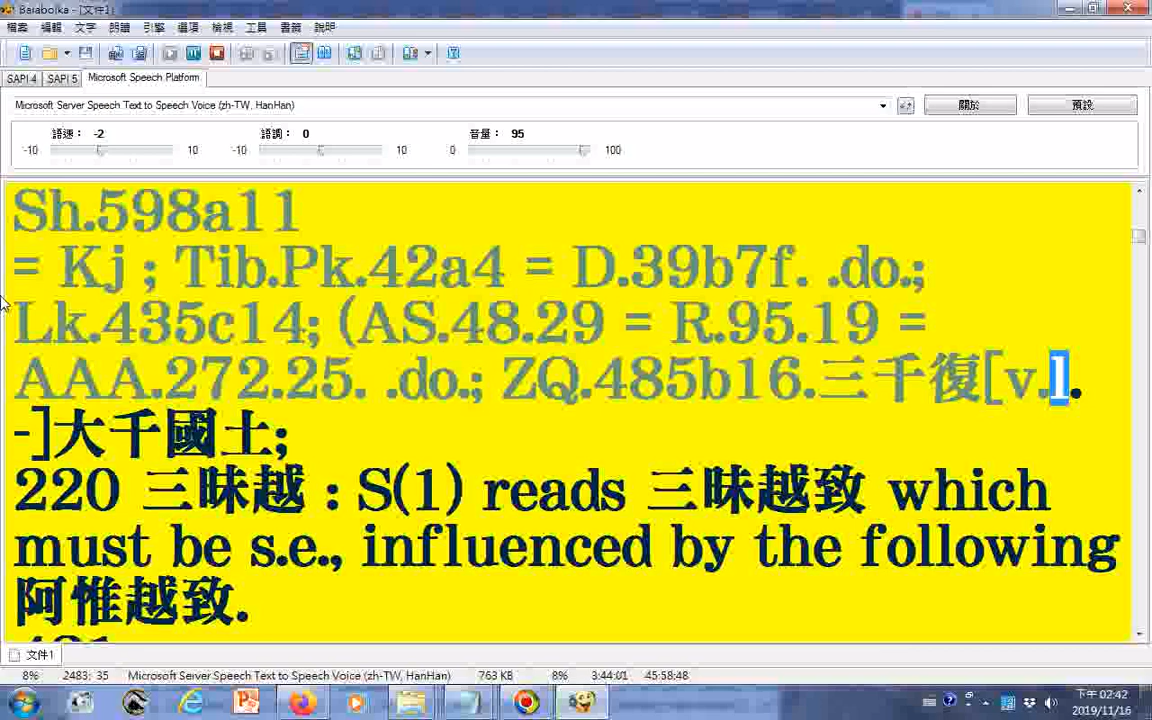 Balabolka - [文件1]
檔案 編輯 文字 朗讀 引擎 選項 檢視 工具 書籤 說明
SAPI 4 SAPI 5 Microsoft Speech Platform
Microsoft Server Speech Text to Speech Voice (zh-TW, HanHan) 關於 預設
語速： -2 語調： 0 音量： 95
-10 10 -10 10 0 100
Sh.598a11
= Kj ; Tib.Pk.42a4 = D.39b7f. .do.;
Lk.435c14; (AS.48.29 = R.95.19 =
AAA.272.25. .do.; ZQ.485b16.三千復[v.l.
-]大千國土;
220 三昧越 : S(1) reads 三昧越致 which
must be s.e., influenced by the following
阿惟越致.
文件1
8% 2483: 35 Microsoft Server Speech Text to Speech Voice (zh-TW, HanHan) 763 KB 8% 3:44:01 45:58:48
下午 02:42
2019/11/16